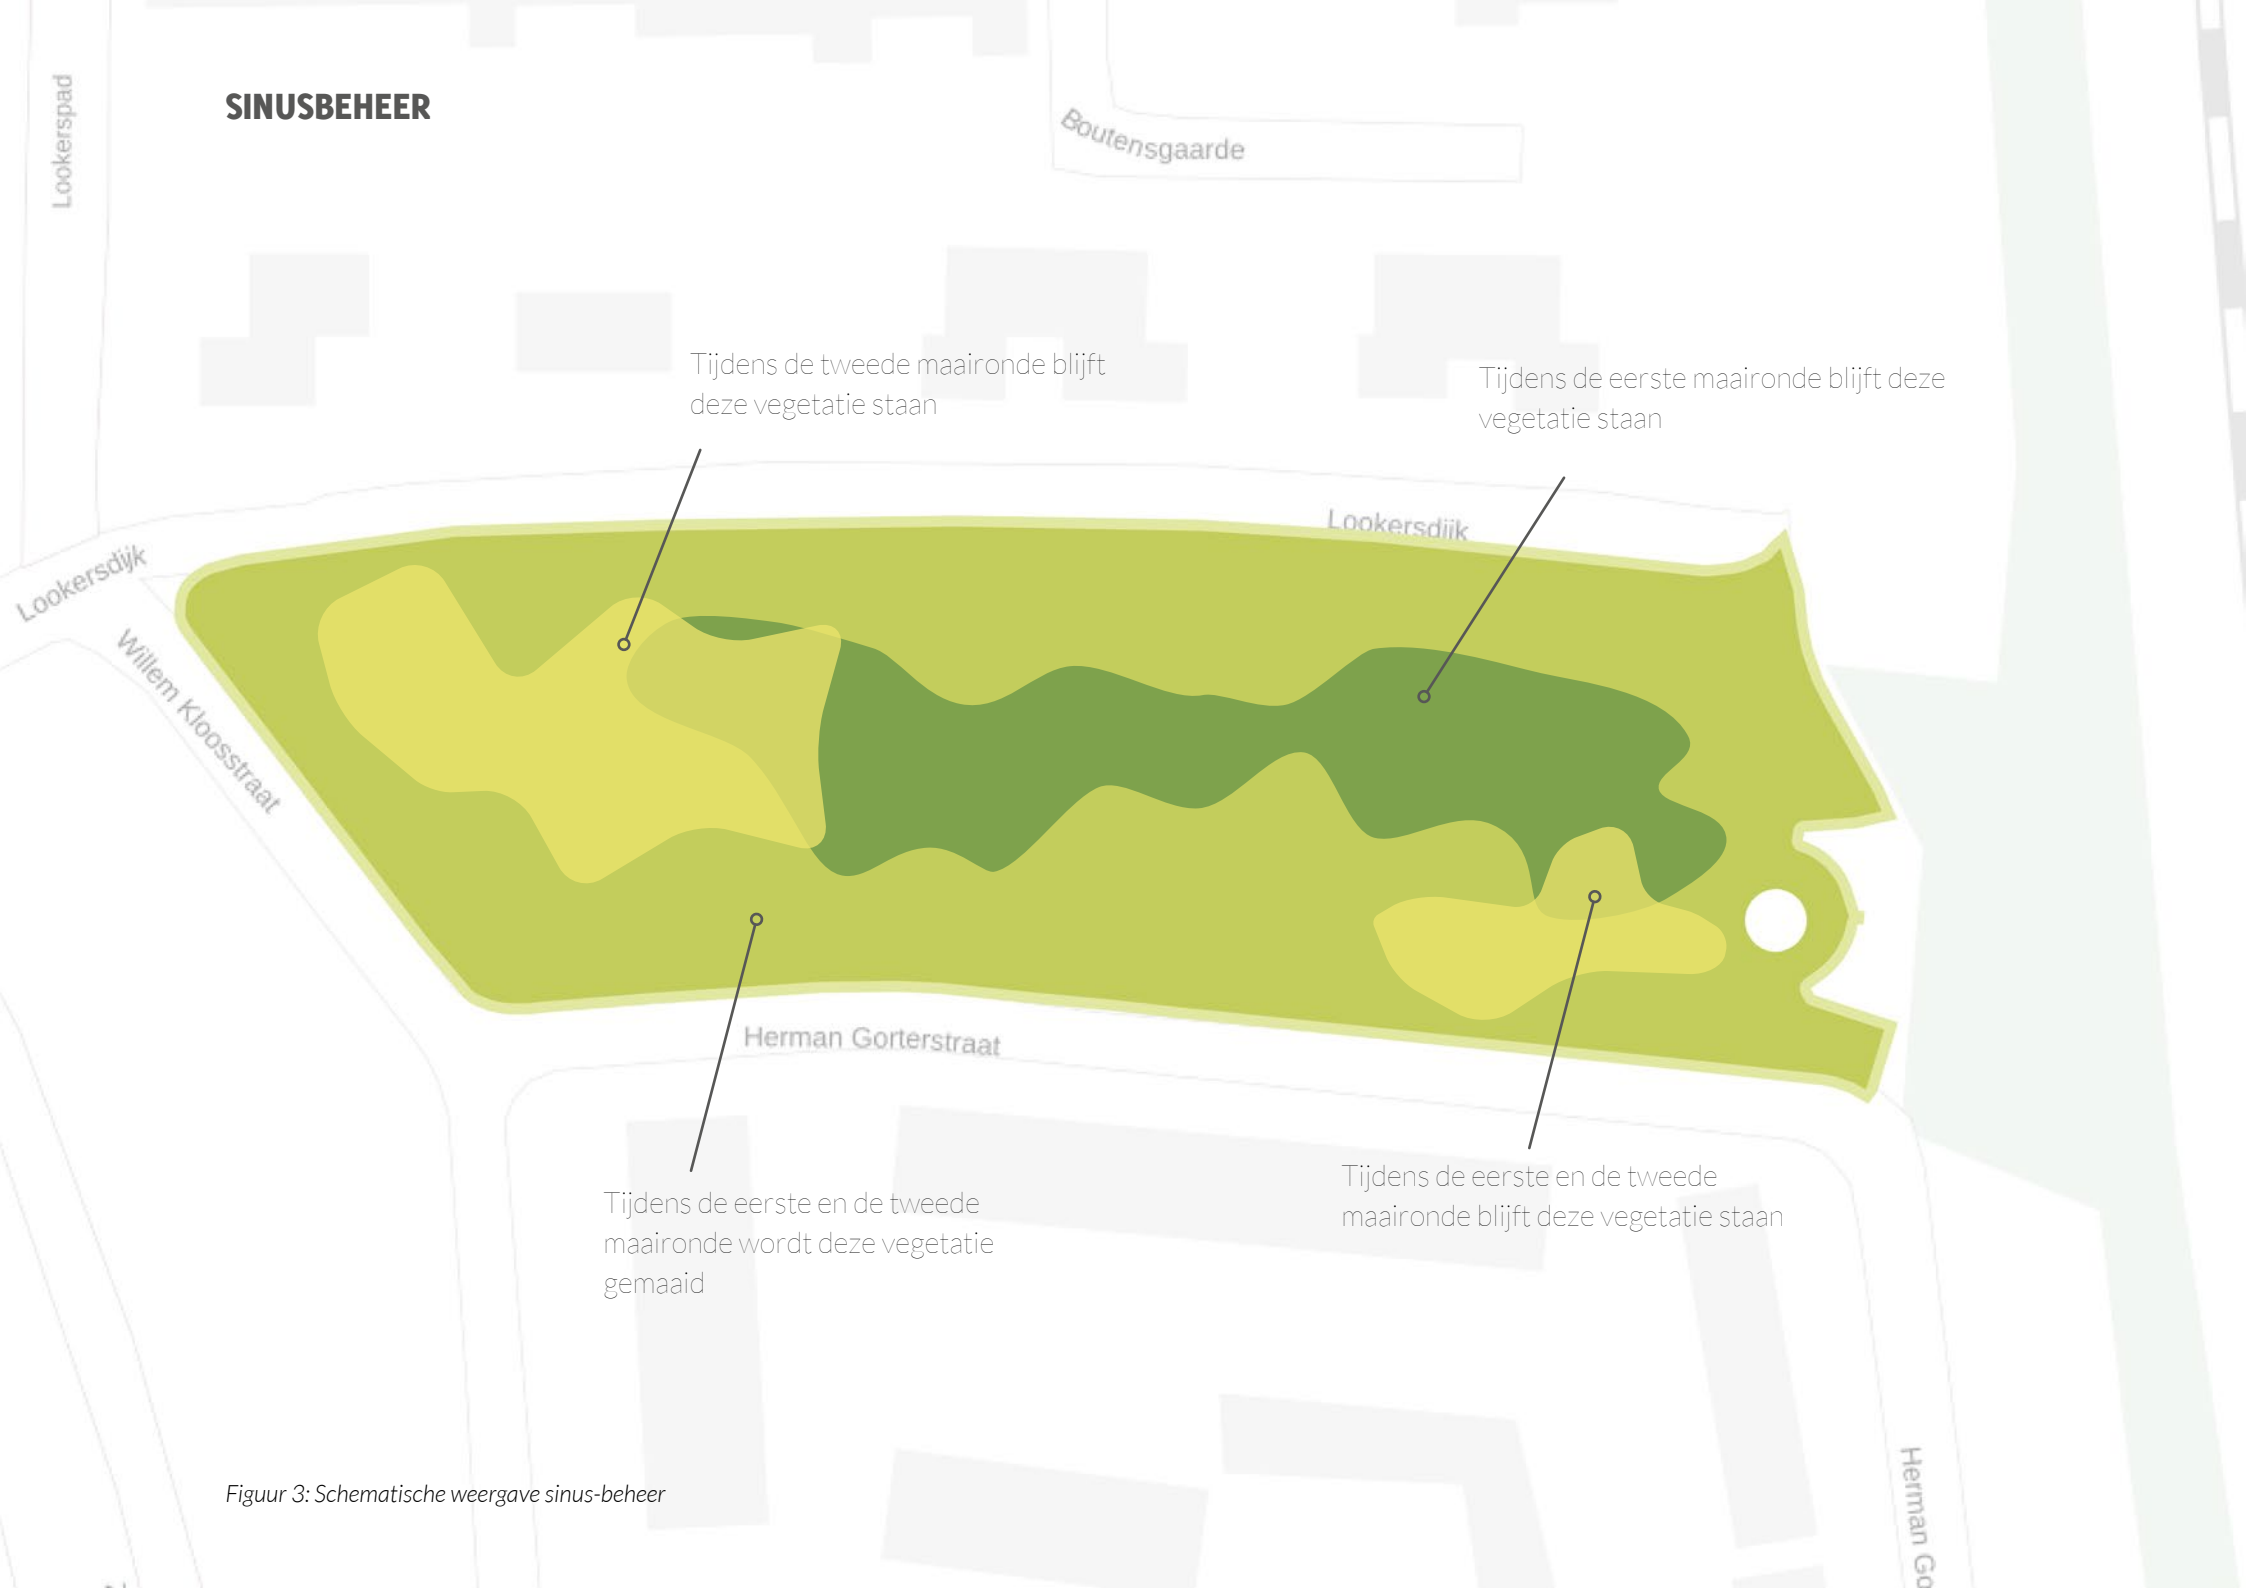 SINUSBEHEER
Lookerspad
Boutensgaarde
Tijdens de tweede maaironde blijft
deze vegetatie staan
Tijdens de eerste maaironde blijft deze
vegetatie staan
Lookersdijk
Lookersdijk
Willem Kloosstraat
Herman Gorterstraat
Tijdens de eerste en de tweede
maaironde wordt deze vegetatie
gemaaid
Tijdens de eerste en de tweede
maaironde blijft deze vegetatie staan
Herman Go
Figuur 3: Schematische weergave sinus-beheer